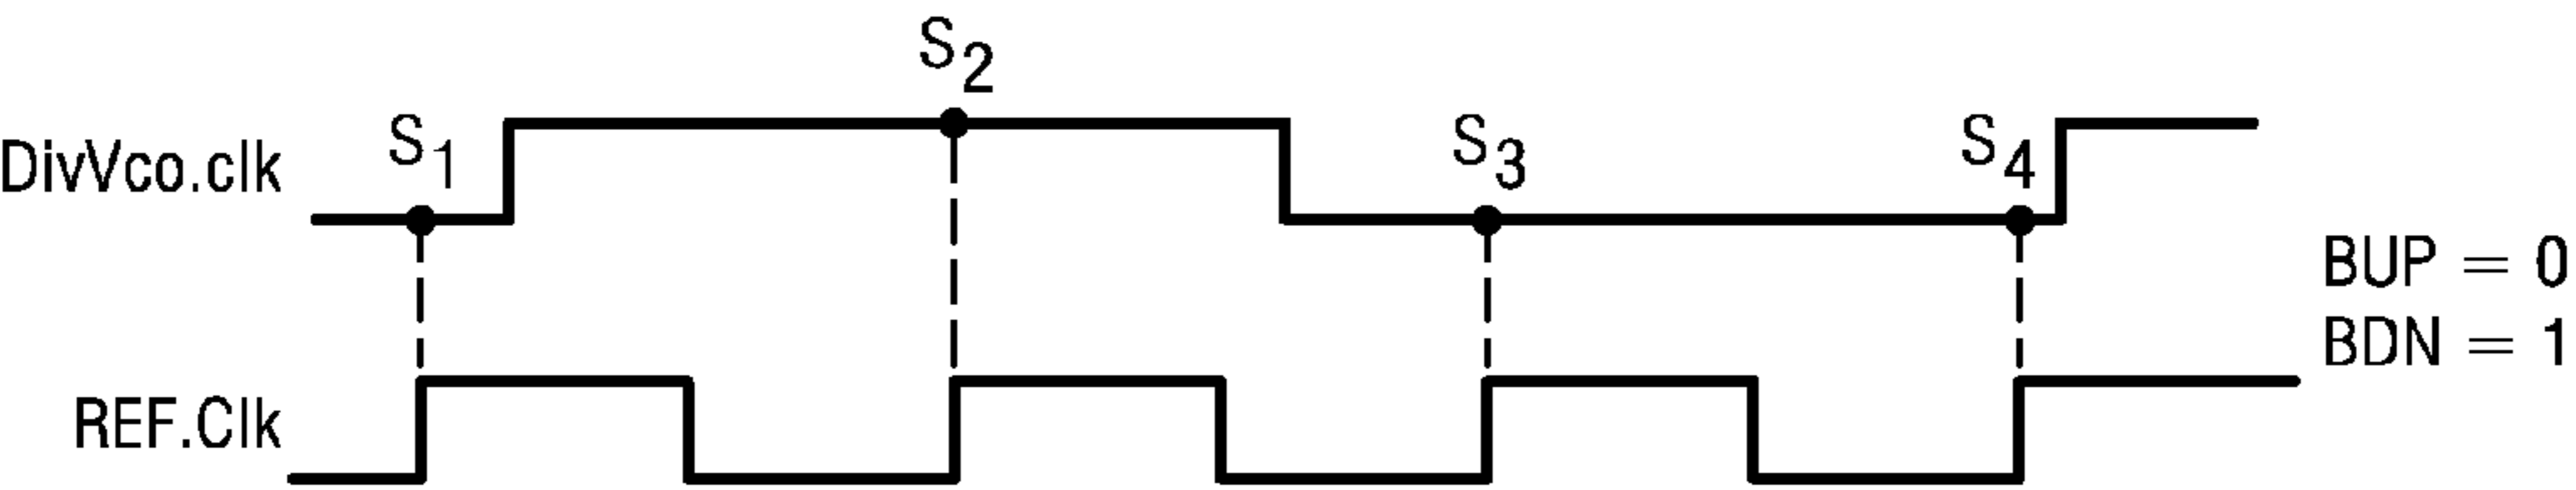 S2
DivVco.clk
S1
S3
S4
BUP = 0
BDN = 1
REF.Clk